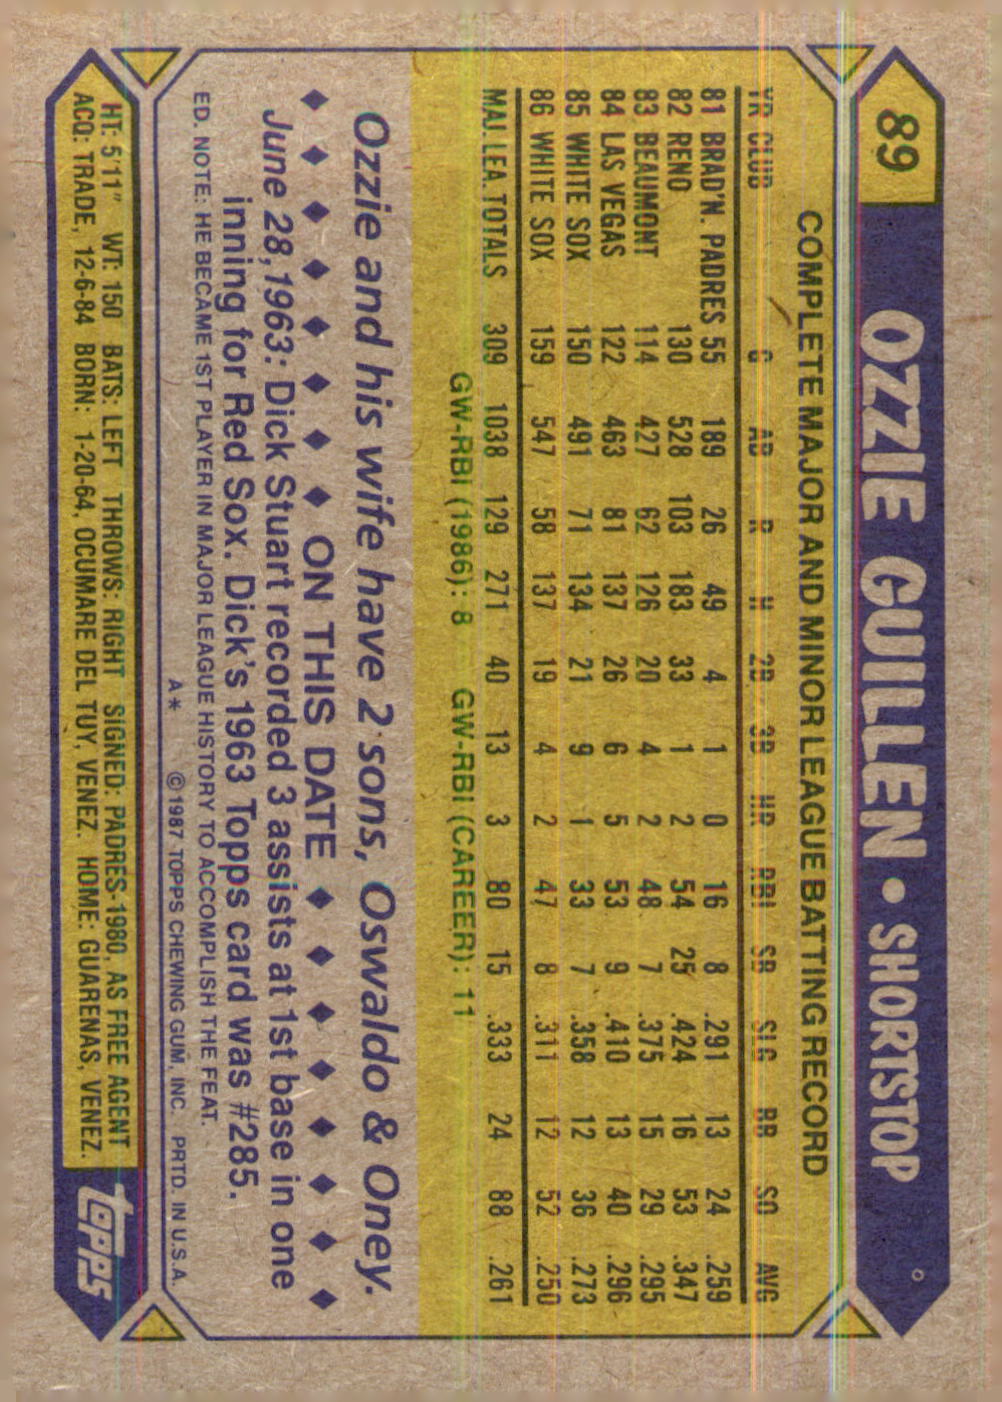 89 OZZIE GUILLEN • SHORTSTOP
COMPLETE MAJOR AND MINOR LEAGUE BATTING RECORD
YR CLUB G AB R H 2B 3B HR RBI SB SLG BB SO AVG
81 BRAD'N. PADRES 55 189 26 49 4 1 0 16 8 .291 13 24 .259
82 RENO 130 528 103 183 33 1 2 54 25 .424 16 53 .347
83 BEAUMONT 114 427 62 126 20 4 2 48 7 .375 15 29 .295
84 LAS VEGAS 122 463 81 137 26 6 5 53 9 .410 13 40 .296
85 WHITE SOX 150 491 71 134 21 9 1 33 7 .358 12 36 .273
86 WHITE SOX 159 547 58 137 19 4 2 47 8 .311 12 52 .250
MAJ. LEA. TOTALS 309 1038 129 271 40 13 3 80 15 .333 24 88 .261
GW-RBI (1986): 8 GW-RBI (CAREER): 11
Ozzie and his wife have 2 sons, Oswaldo & Oney.
ON THIS DATE
June 28, 1963: Dick Stuart recorded 3 assists at 1st base in one
inning for Red Sox. Dick's 1963 Topps card was #285.
ED. NOTE: HE BECAME 1ST PLAYER IN MAJOR LEAGUE HISTORY TO ACCOMPLISH THE FEAT.
A* ©1987 TOPPS CHEWING GUM, INC. PRTD. IN U.S.A.
HT: 5'11" WT: 150 BATS: LEFT THROWS: RIGHT SIGNED: PADRES-1980, AS FREE AGENT
ACQ: TRADE, 12-6-84 BORN: 1-20-64, OCUMARE DEL TUY, VENEZ. HOME: GUARENAS, VENEZ.
topps